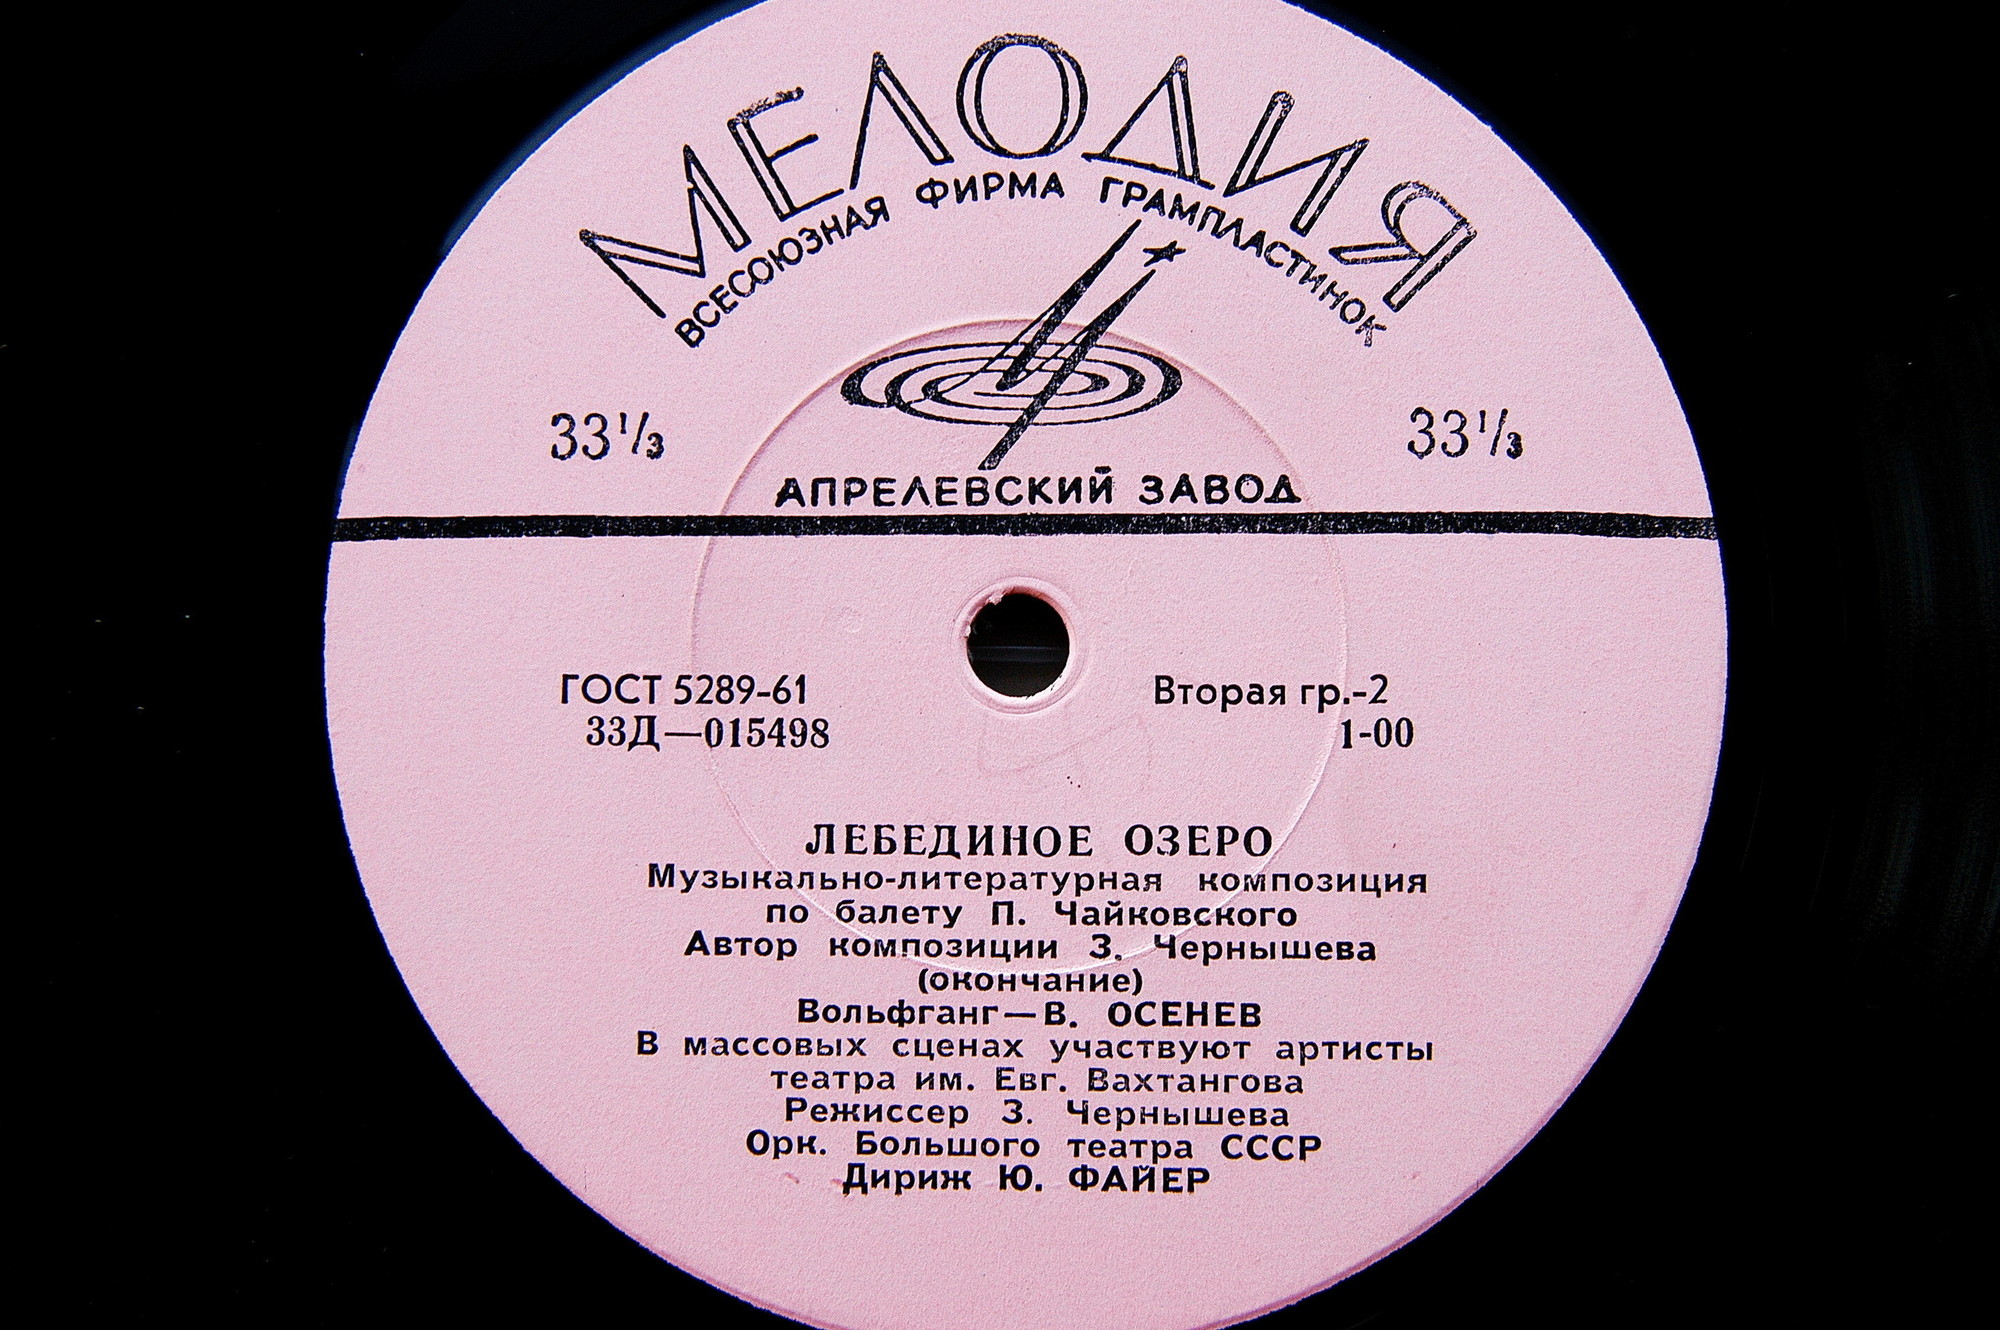 МЕЛОДИЯ
ВСЕСОЮЗНАЯ ФИРМА ГРАМПЛАСТИНОК
33⅓ 33⅓
АПРЕЛЕВСКИЙ ЗАВОД
ГОСТ 5289-61 Вторая гр.-2
33Д—015498 1-00
ЛЕБЕДИНОЕ ОЗЕРО
Музыкально-литературная композиция
по балету П. Чайковского
Автор композиции З. Чернышева
(окончание)
Вольфганг—В. ОСЕНЕВ
В массовых сценах участвуют артисты
театра им. Евг. Вахтангова
Режиссер З. Чернышева
Орк. Большого театра СССР
Дириж Ю. ФАЙЕР